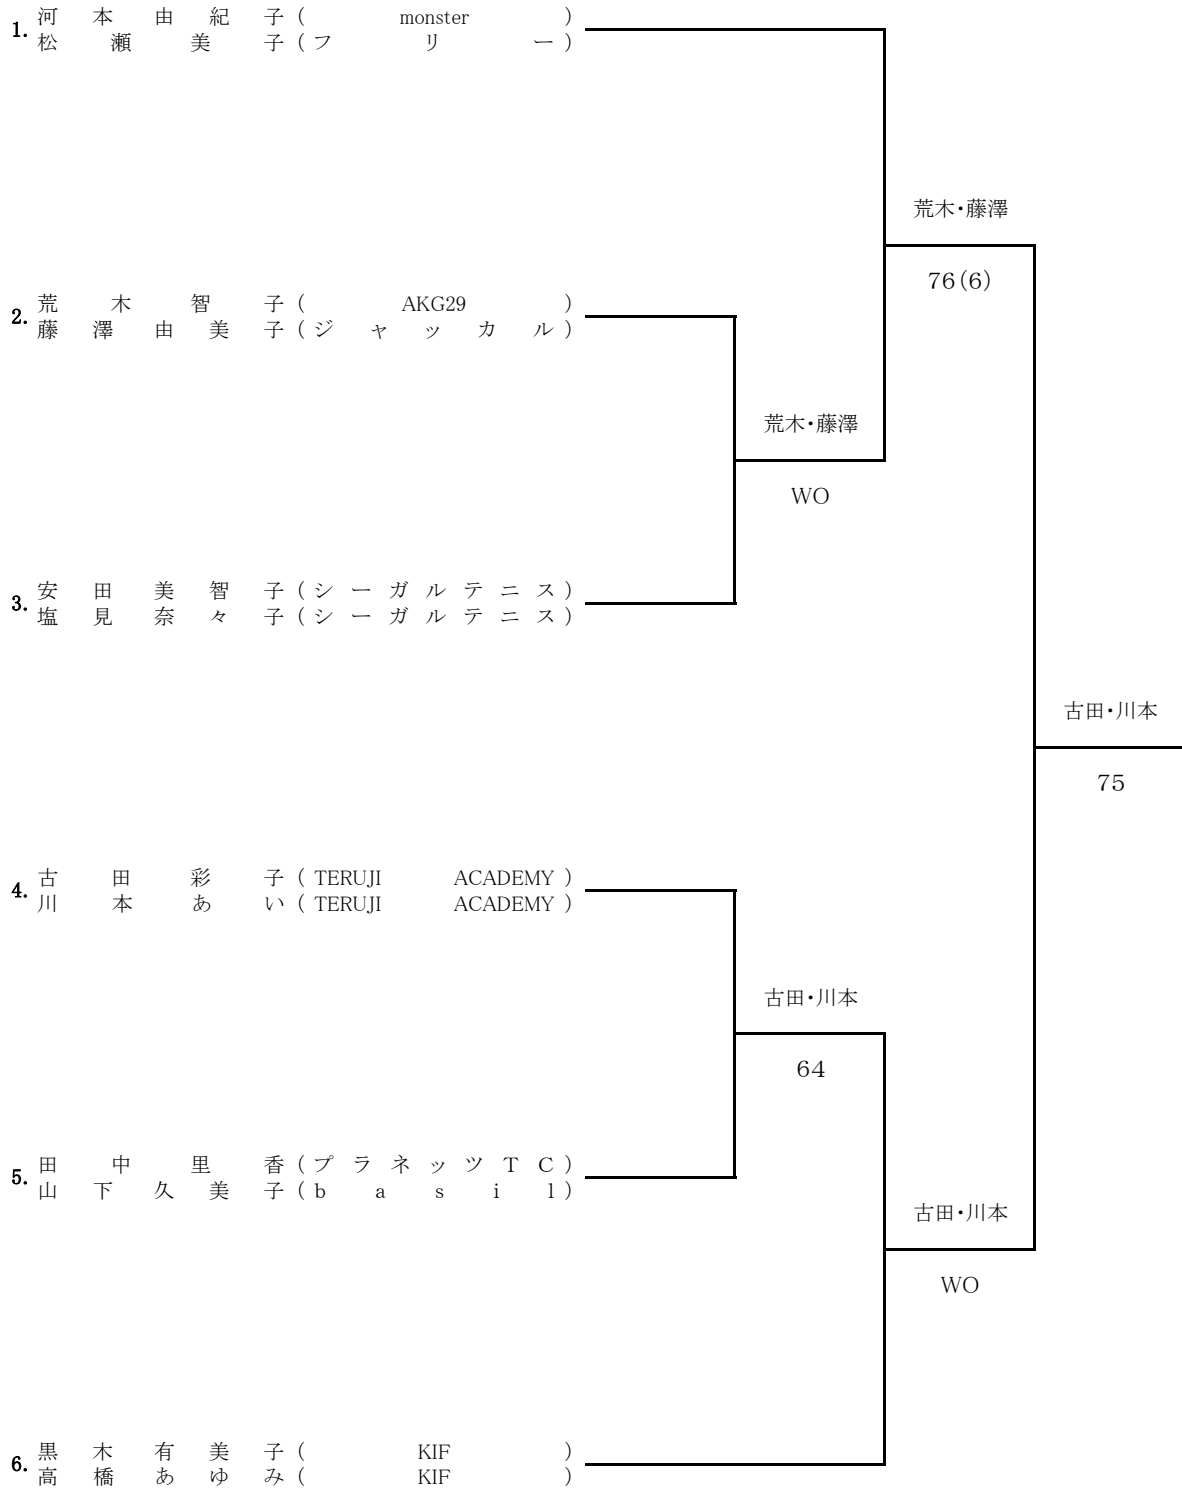 1. 河本由紀子(monster)
松瀬美子(フリー)
荒木・藤澤
76(6)
2. 荒木智子(AKG29)
藤澤由美子(ジャッカル)
荒木・藤澤
WO
3. 安田美智子(シーガルテニス)
塩見奈々子(シーガルテニス)
古田・川本
75
4. 古田彩子(TERUJI ACADEMY)
川本あい(TERUJI ACADEMY)
古田・川本
64
5. 田中里香(プラネッツTC)
山下久美子(basil)
古田・川本
WO
6. 黒木有美子(KIF)
高橋あゆみ(KIF)